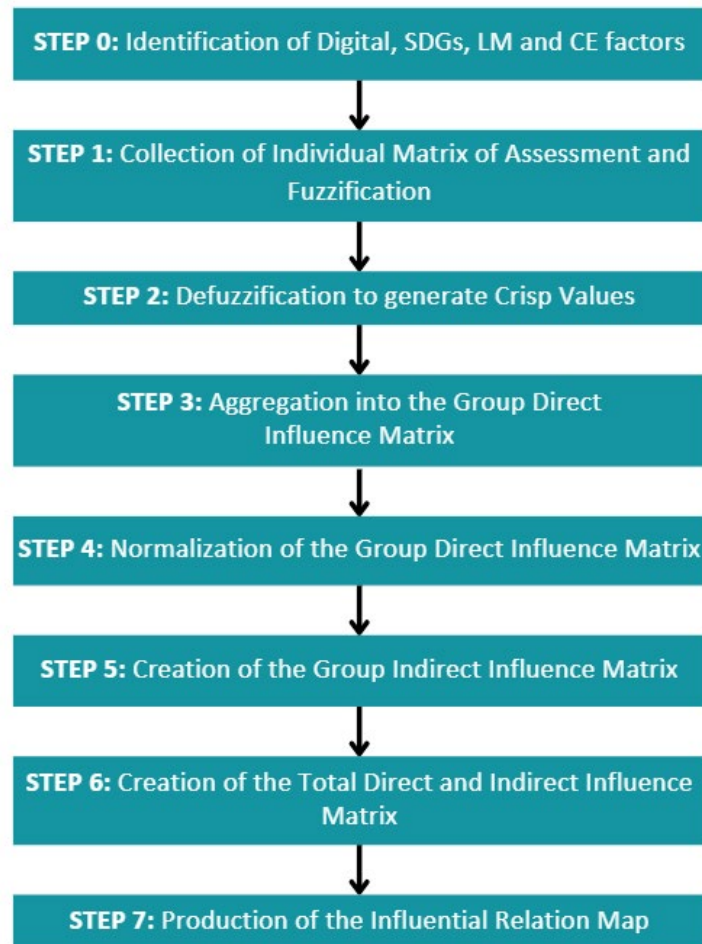 STEP 0: Identification of Digital, SDGs, LM and CE factors
STEP 1: Collection of Individual Matrix of Assessment and
Fuzzification
STEP 2: Defuzzification to generate Crisp Values
STEP 3: Aggregation into the Group Direct
Influence Matrix
STEP 4: Normalization of the Group Direct Influence Matrix
STEP 5: Creation of the Group Indirect Influence Matrix
STEP 6: Creation of the Total Direct and Indirect Influence
Matrix
STEP 7: Production of the Influential Relation Map